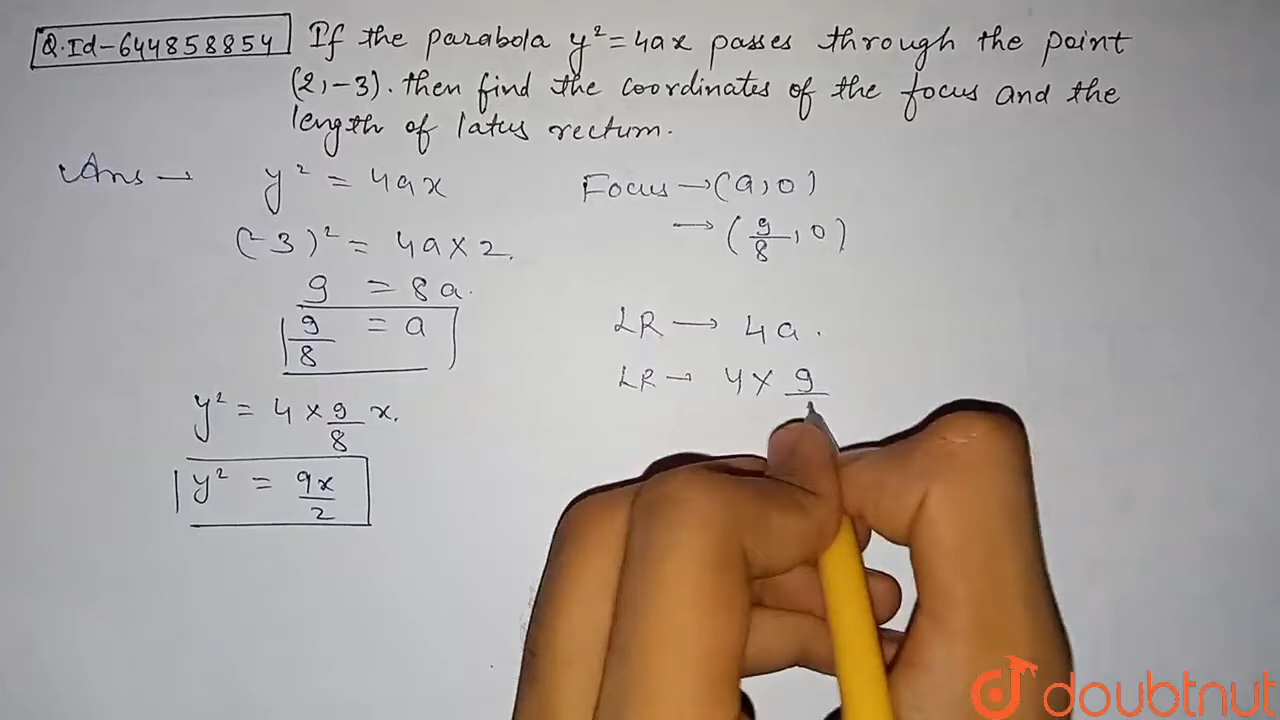 Q.Id-644858854 If the parabola y² = 4ax passes through the point
(2, -3). then find the coordinates of the focus and the
length of latus rectum.
Ans → y² = 4ax
(-3)² = 4a × 2.
9 = 8a.
9/8 = a
y² = 4 × 9/8 x.
y² = 9x/2
Focus → (a, 0)
→ (9/8, 0)
LR → 4a.
LR → 4 × 9
doubtnut